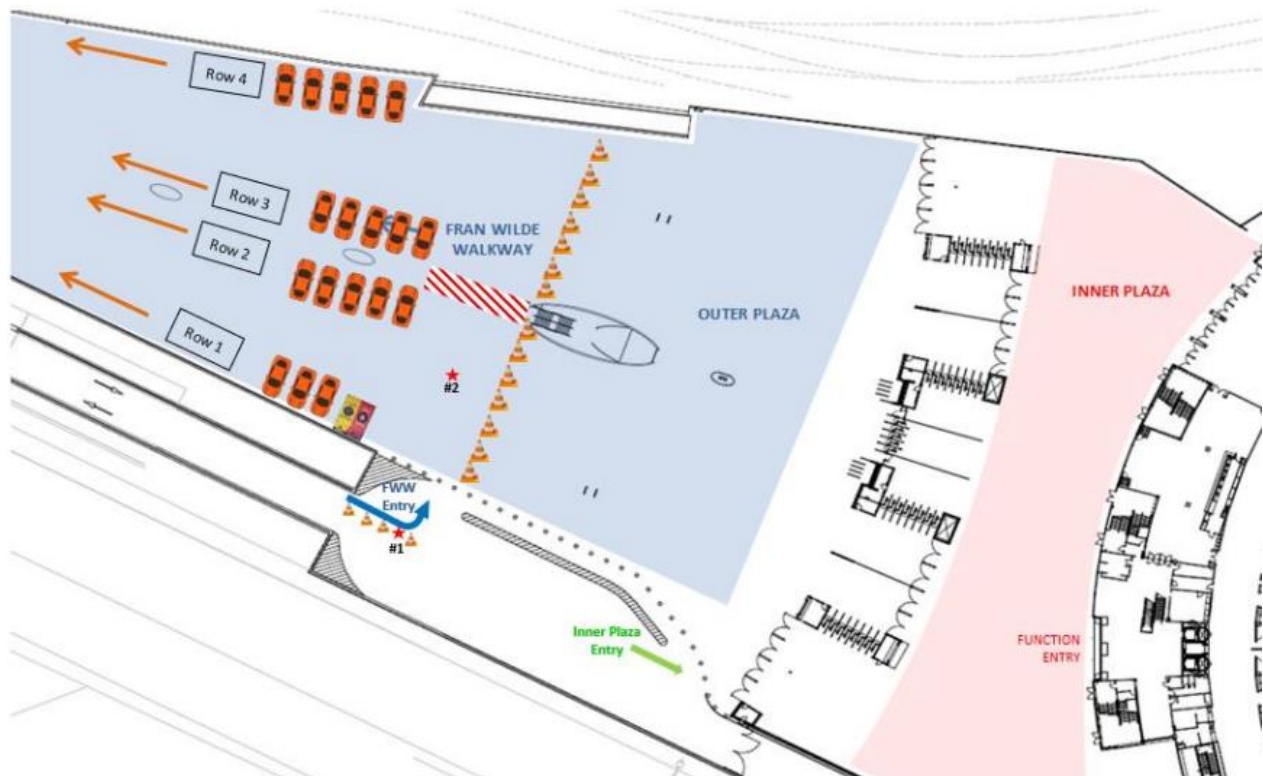 Row 4
Row 3
Row 2
Row 1
FRAN WILDE
WALKWAY
OUTER PLAZA
INNER PLAZA
#2
FWW
Entry
#1
Inner Plaza
Entry
FUNCTION
ENTRY